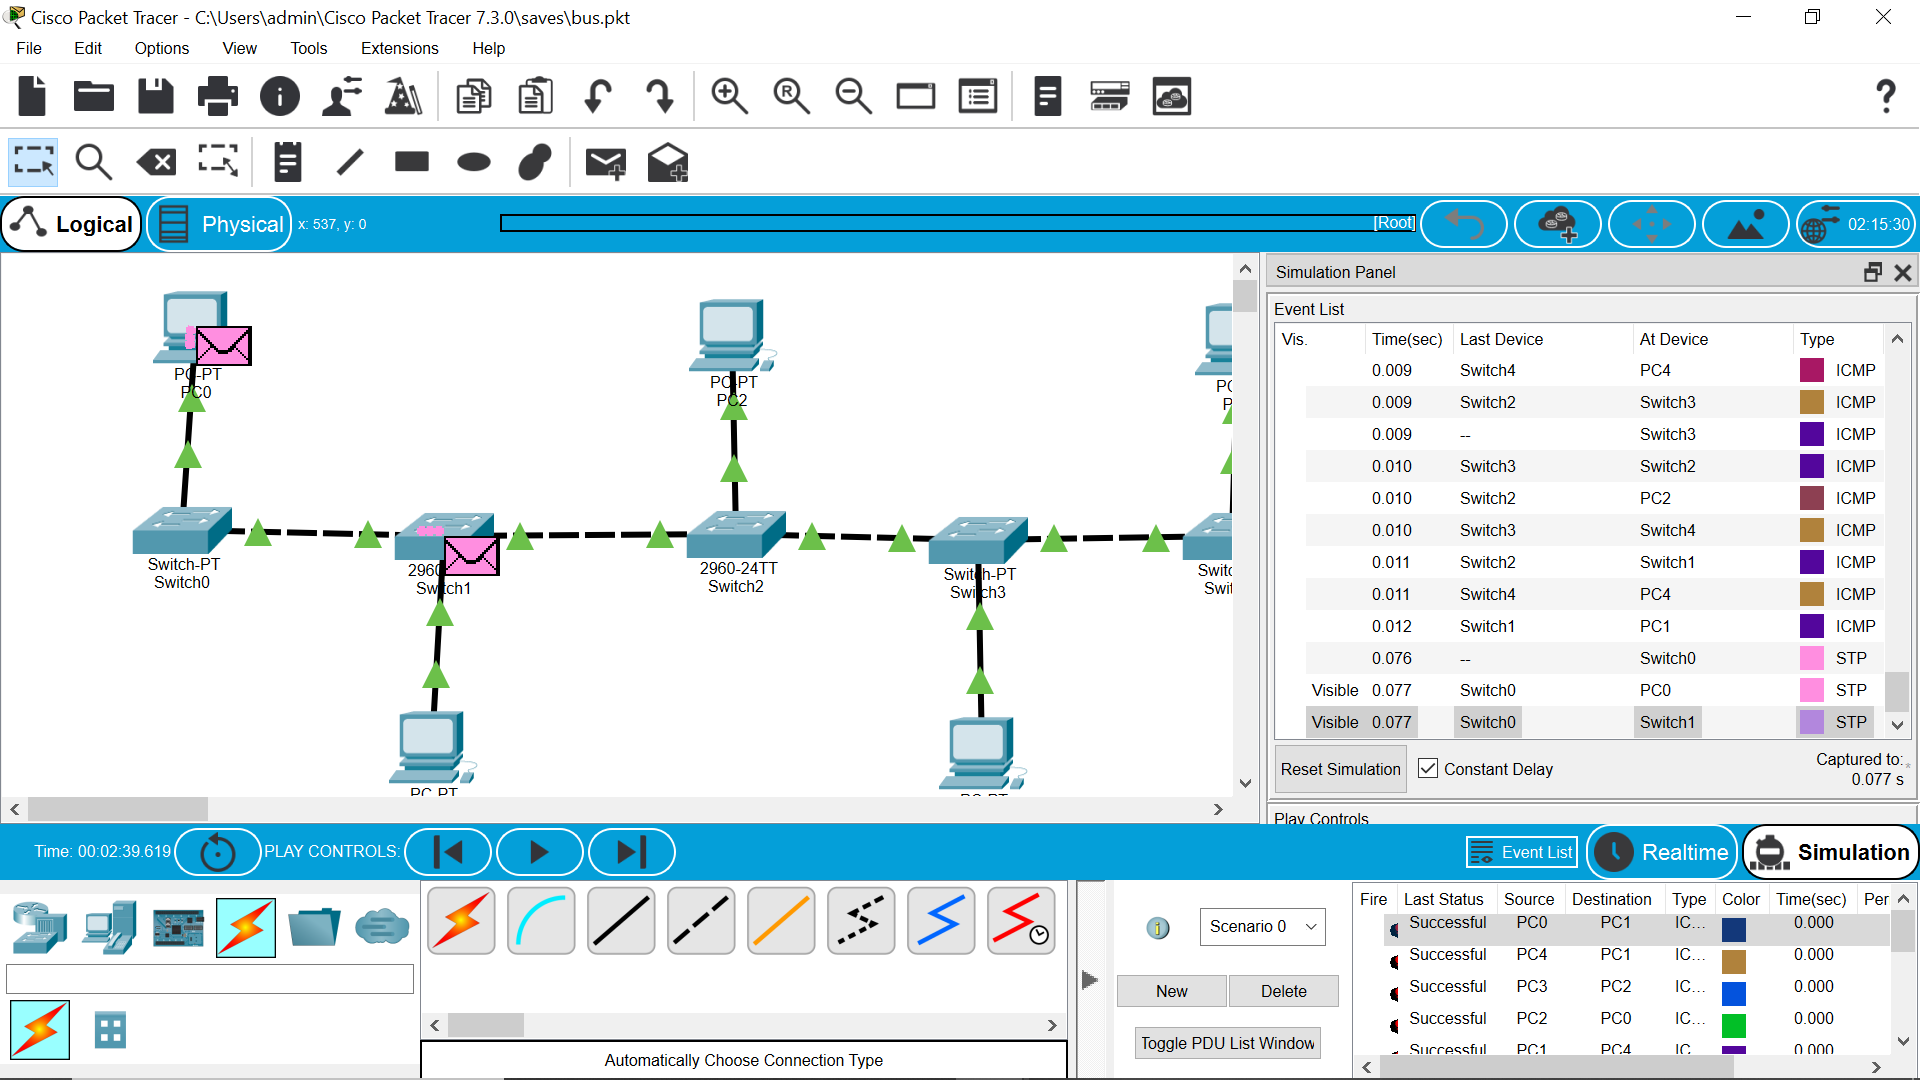 Cisco Packet Tracer - C:\Users\admin\Cisco Packet Tracer 7.3.0\saves\bus.pkt
File Edit Options View Tools Extensions Help
Logical Physical x: 537, y: 0 [Root] 02:15:30
PC-PT
PC0
PC-PT
PC2
Switch-PT
Switch0
Switch1
2960-24TT
Switch2
Switch-PT
Switch3
PC-PT
Simulation Panel
Event List
Vis. Time(sec) Last Device At Device Type
0.009 Switch4 PC4 ICMP
0.009 Switch2 Switch3 ICMP
0.009 -- Switch3 ICMP
0.010 Switch3 Switch2 ICMP
0.010 Switch2 PC2 ICMP
0.010 Switch3 Switch4 ICMP
0.011 Switch2 Switch1 ICMP
0.011 Switch4 PC4 ICMP
0.012 Switch1 PC1 ICMP
0.076 -- Switch0 STP
Visible 0.077 Switch0 PC0 STP
Visible 0.077 Switch0 Switch1 STP
Reset Simulation Constant Delay Captured to:
0.077 s
Play Controls
Time: 00:02:39.619 PLAY CONTROLS: Event List Realtime Simulation
Scenario 0
New Delete
Toggle PDU List Window
Automatically Choose Connection Type
Fire Last Status Source Destination Type Color Time(sec) Per
Successful PC0 PC1 IC... 0.000
Successful PC4 PC1 IC... 0.000
Successful PC3 PC2 IC... 0.000
Successful PC2 PC0 IC... 0.000
Successful PC1 PC4 IC 0.000